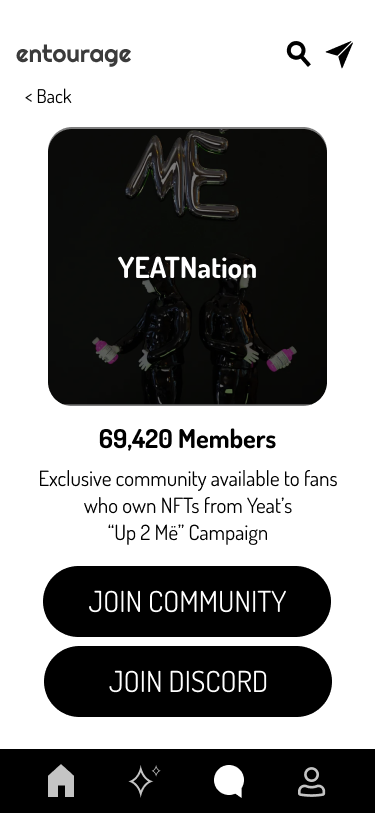 entourage
< Back
MË
YEATNation
69,420 Members
Exclusive community available to fans
who own NFTs from Yeat’s
“Up 2 Më” Campaign
JOIN COMMUNITY
JOIN DISCORD